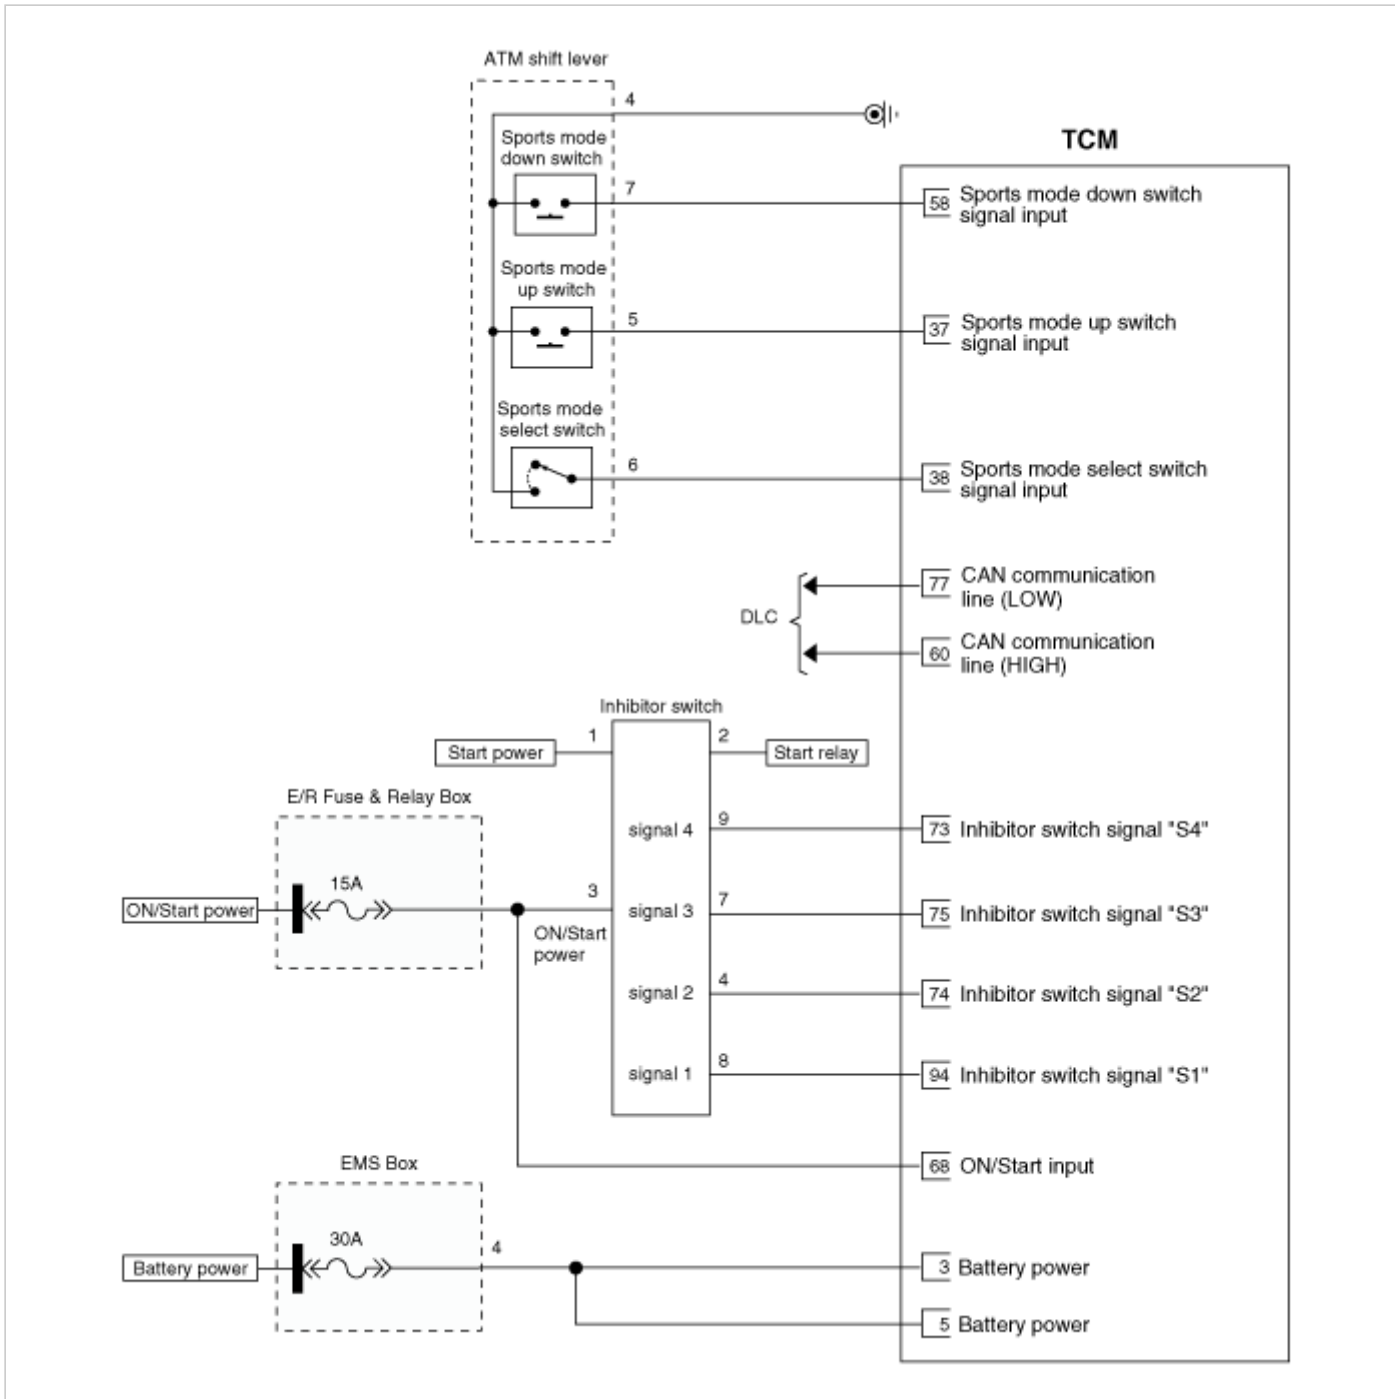 ATM shift lever
4
TCM
Sports mode
down switch
7
58
Sports mode down switch
signal input
Sports mode
up switch
5
37
Sports mode up switch
signal input
Sports mode
select switch
6
38
Sports mode select switch
signal input
77
CAN communication
line (LOW)
DLC
60
CAN communication
line (HIGH)
Inhibitor switch
Start power
1
2
Start relay
E/R Fuse & Relay Box
signal 4
9
73
Inhibitor switch signal "S4"
15A
ON/Start power
3
ON/Start
power
signal 3
7
75
Inhibitor switch signal "S3"
signal 2
4
74
Inhibitor switch signal "S2"
signal 1
8
94
Inhibitor switch signal "S1"
68
ON/Start input
EMS Box
30A
Battery power
4
3
Battery power
5
Battery power